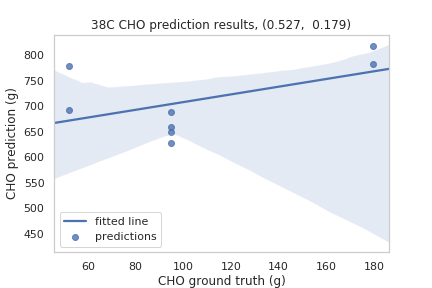 38C CHO prediction results, (0.527,  0.179)
CHO prediction (g)
800
750
700
650
600
550
500
450
fitted line
predictions
60 80 100 120 140 160 180
CHO ground truth (g)